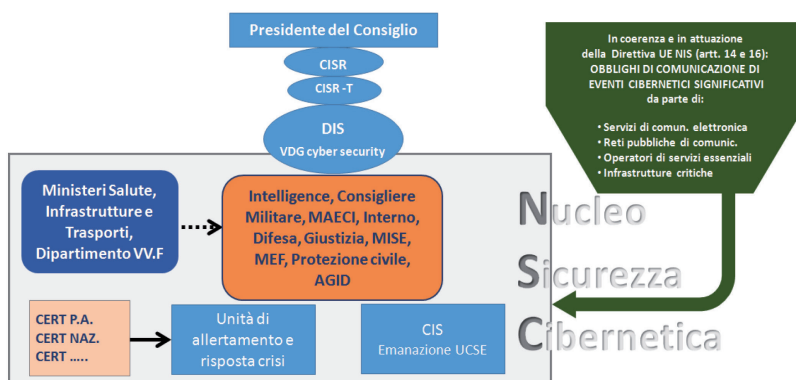 Presidente del Consiglio
CISR
CISR -T
DIS
VDG cyber security
In coerenza e in attuazione
della Direttiva UE NIS (artt. 14 e 16):
OBBLIGHI DI COMUNICAZIONE DI
EVENTI CIBERNETICI SIGNIFICATIVI
da parte di:
• Servizi di comun. elettronica
• Reti pubbliche di comunic.
• Operatori di servizi essenziali
• Infrastrutture critiche
Ministeri Salute,
Infrastrutture e
Trasporti,
Dipartimento VV.F
Intelligence, Consigliere
Militare, MAECI, Interno,
Difesa, Giustizia, MISE,
MEF, Protezione civile,
AGID
Nucleo
Sicurezza
Cibernetica
CERT P.A.
CERT NAZ.
CERT .....
Unità di
allertamento e
risposta crisi
CIS
Emanazione UCSE